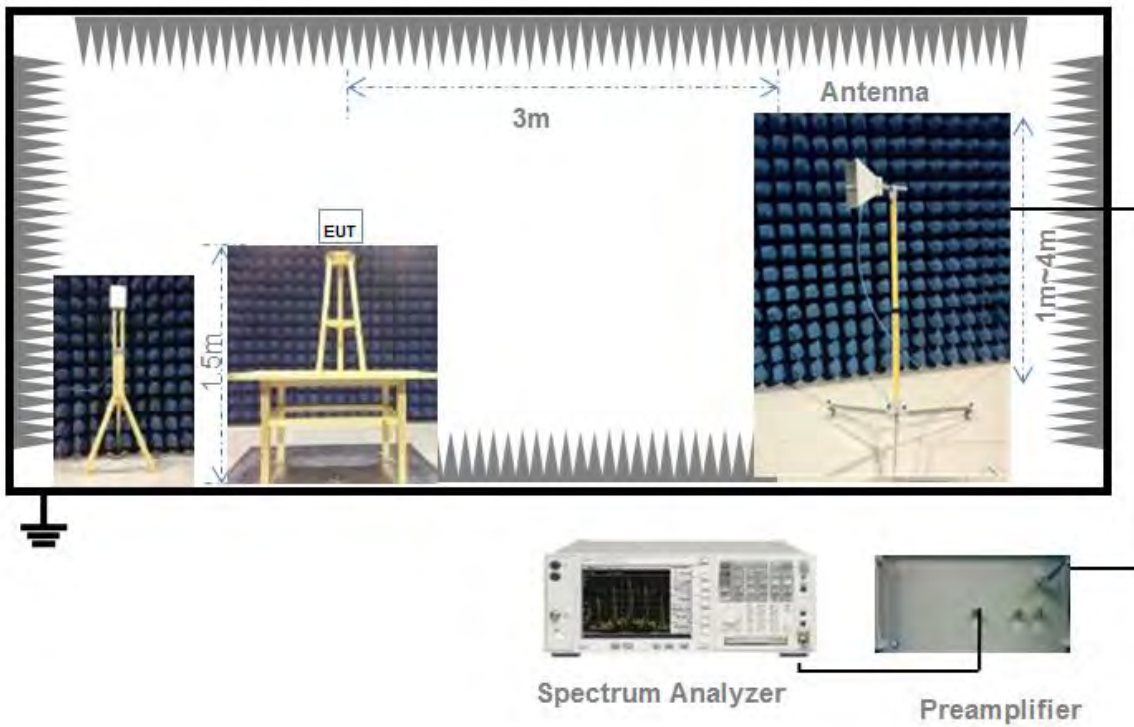 Antenna
3m
EUT
1.5m
1m~4m
Spectrum Analyzer
Preamplifier